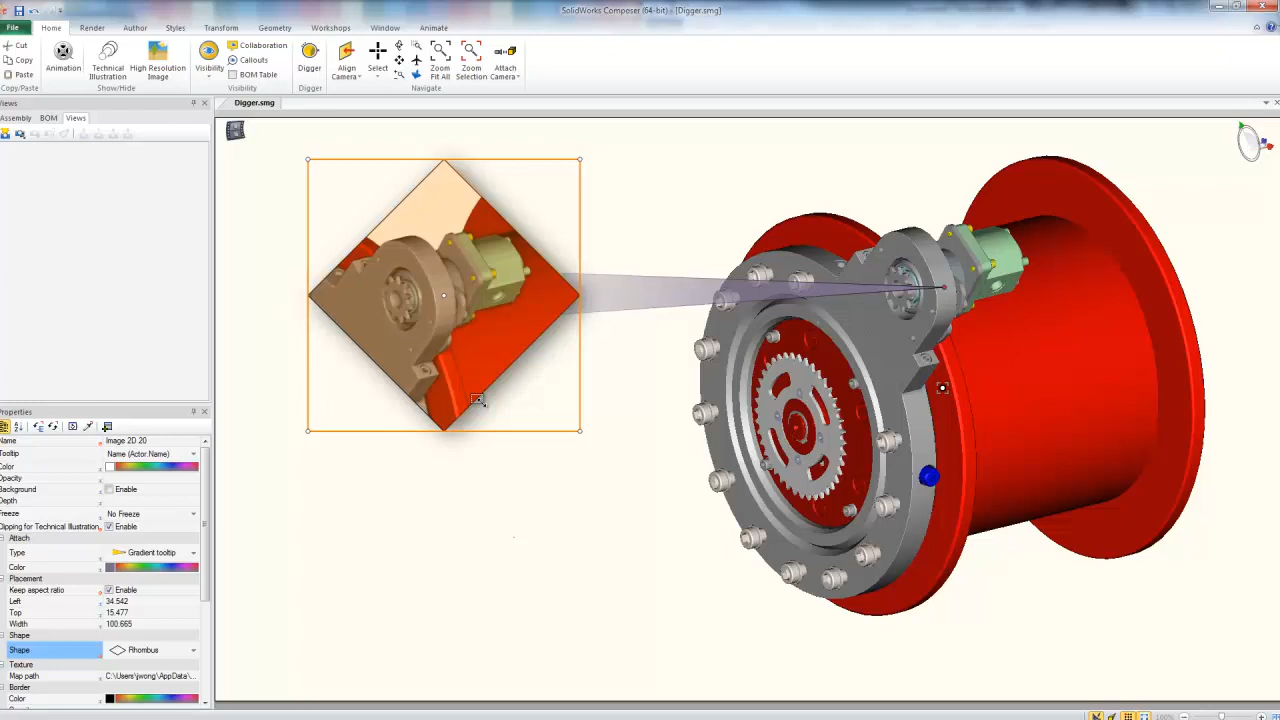 SolidWorks Composer (64-bit) - [Digger.smg]
File Home Render Author Styles Transform Geometry Workshops Window Animate
Cut
Copy
Paste
Copy/Paste
Animation
Technical Illustration
High Resolution Image
Show/Hide
Visibility
Collaboration
Callouts
BOM Table
Visibility
Digger
Digger
Align Camera
Select
Zoom Fit All
Zoom Selection
Attach Camera
Navigate
Views
Assembly BOM Views
Digger.smg
Properties
Name Image 2D 20
Tooltip Name (Actor.Name)
Color
Opacity
Background Enable
Depth
Freeze No Freeze
Clipping for Technical Illustration Enable
Attach
Type Gradient tooltip
Color
Placement
Keep aspect ratio Enable
Left 34.542
Top 15.477
Width 100.665
Shape
Shape Rhombus
Texture
Map path C:\Users\jwong\AppData\...
Border
Color
100%